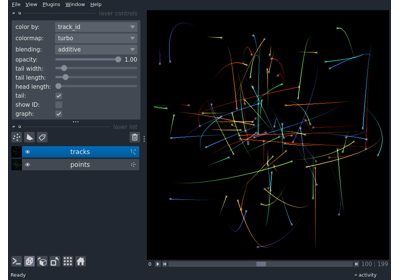 File View Plugins Window Help
layer controls
color by: track_id
colormap: turbo
blending: additive
opacity: 1.00
tail width:
tail length:
head length:
tail:
show ID:
graph:
layer list
tracks
points
0 100 | 199
Ready activity